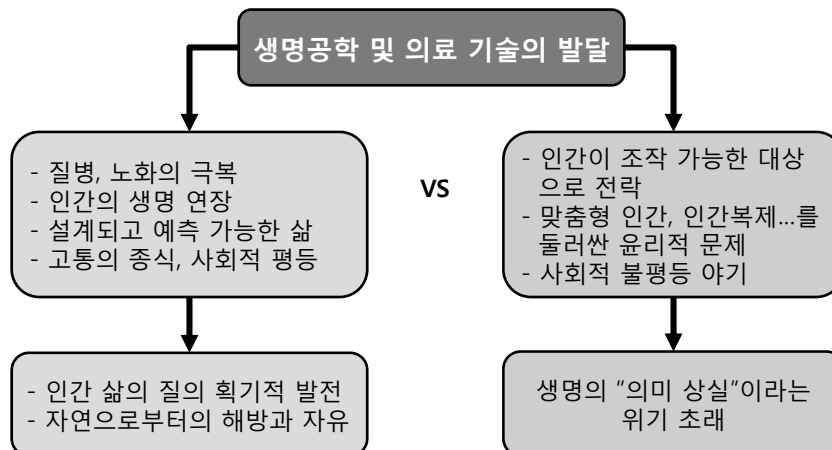 생명공학 및 의료 기술의 발달
- 질병, 노화의 극복
- 인간의 생명 연장
- 설계되고 예측 가능한 삶
- 고통의 종식, 사회적 평등
VS
- 인간이 조작 가능한 대상
으로 전락
- 맞춤형 인간, 인간복제...를
둘러싼 윤리적 문제
- 사회적 불평등 야기
- 인간 삶의 질의 획기적 발전
- 자연으로부터의 해방과 자유
생명의 “의미 상실”이라는
위기 초래